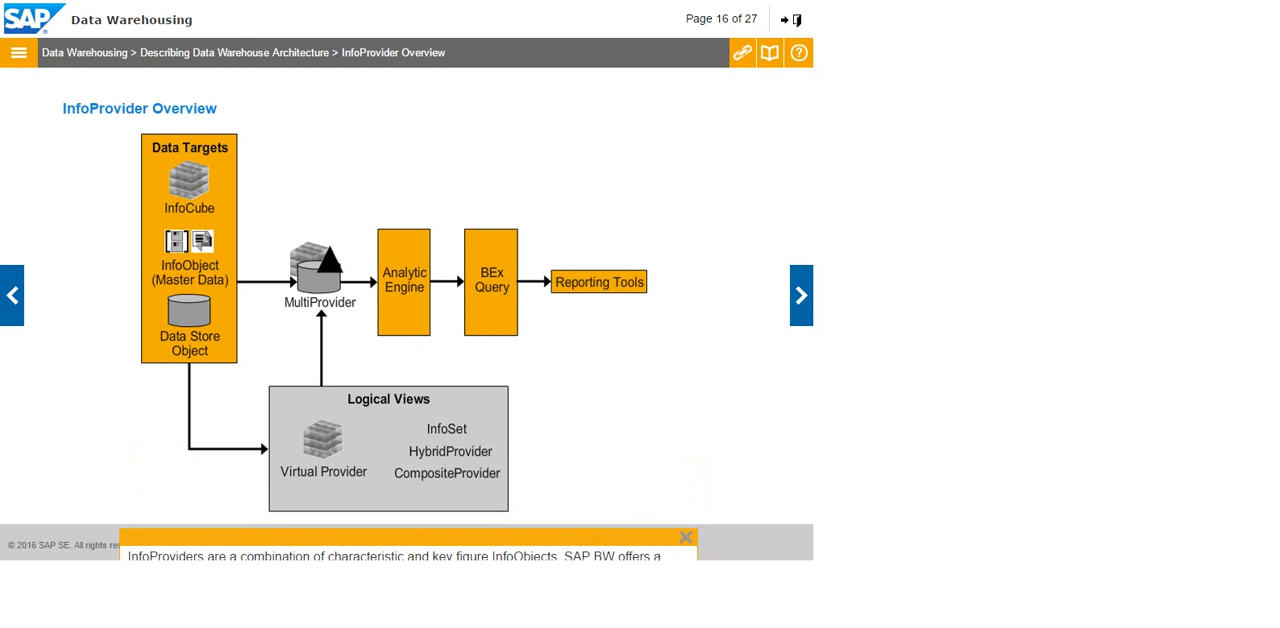 SAP
®
Data Warehousing
Page 16 of 27
Data Warehousing > Describing Data Warehouse Architecture > InfoProvider Overview
?
InfoProvider Overview
Data Targets
InfoCube
InfoObject
(Master Data)
Data Store
Object
MultiProvider
Analytic
Engine
BEx
Query
Reporting Tools
Logical Views
Virtual Provider
InfoSet
HybridProvider
CompositeProvider
© 2016 SAP SE. All rights
InfoProviders are a combination of characteristic and key figure InfoObjects. SAP BW offers a